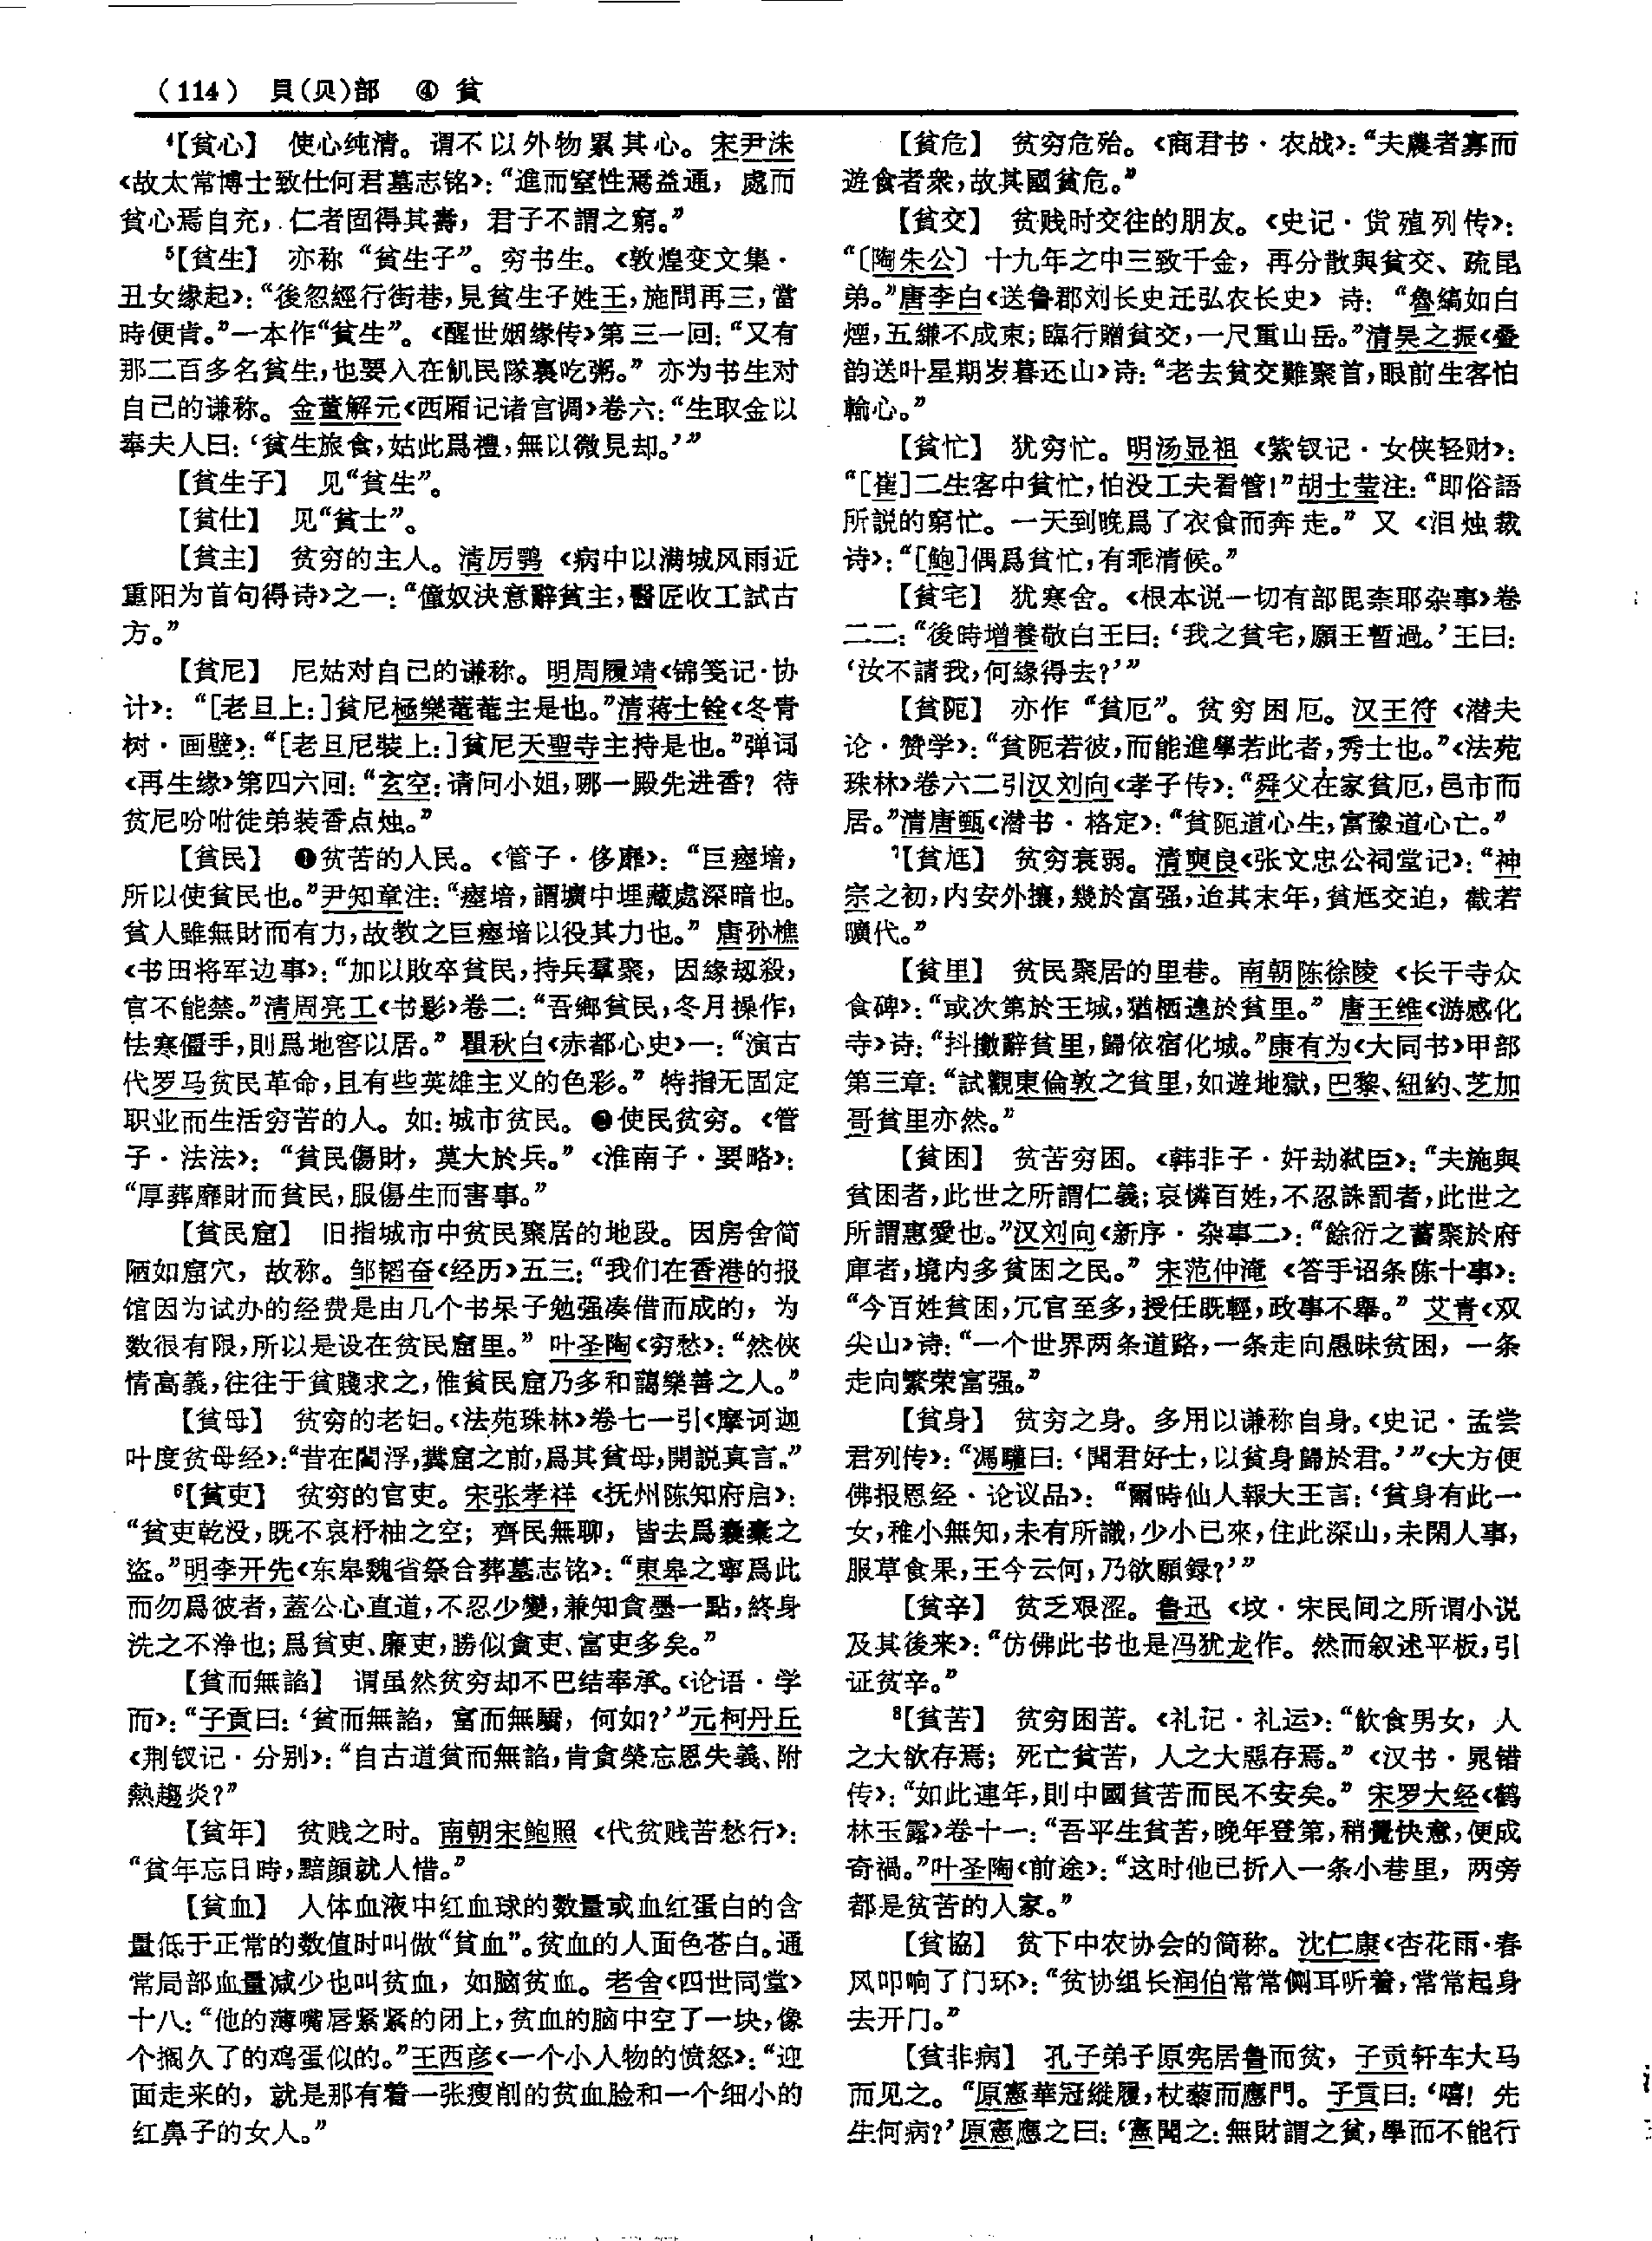 （114） 貝(贝)部 ④ 貧
⁴【貧心】 使心纯清。谓不以外物累其心。宋尹洙
《故太常博士致仕何君墓志铭》：“進而窒性焉益通，處而
貧心焉自充，仁者固得其壽，君子不謂之窮。”
⁵【貧生】 亦称“贫生子”。穷书生。《敦煌变文集·
丑女缘起》：“後忽經行街巷，見貧生子姓王，施問再三，當
時便肯。”一本作“貧生”。《醒世姻缘传》第三一回：“又有
那二百多名貧生，也要入在飢民隊裏吃粥。”亦为书生对
自己的谦称。金董解元《西厢记诸宫调》卷六：“生取金以
奉夫人曰：‘貧生旅食，姑此爲禮，無以微見却。’”
【貧生子】 见“贫生”。
【貧仕】 见“貧士”。
【貧主】 贫穷的主人。清厉鹗《病中以满城风雨近
重阳为首句得诗》之一：“僮奴決意辭貧主，醫匠收工試古
方。”
【貧尼】 尼姑对自己的谦称。明周履靖《锦笺记·协
计》：“[老旦上：]貧尼極樂菴菴主是也。”清蒋士铨《冬青
树·画壁》：“[老旦尼裝上：]貧尼天聖寺主持是也。”弹词
《再生缘》第四六回：“玄空：请问小姐，哪一殿先进香？待
贫尼吩咐徒弟装香点烛。”
【貧民】 ❶贫苦的人民。《管子·侈靡》：“巨瘞堷，
所以使貧民也。”尹知章注：“瘞堷，謂壙中埋藏處深暗也。
貧人雖無財而有力，故教之巨瘞堷以役其力也。”唐孙樵
《书田将军边事》：“加以敗卒貧民，持兵羣聚，因緣刼殺，
官不能禁。”清周亮工《书影》卷二：“吾鄉貧民，冬月操作，
怯寒僵手，則爲地窖以居。”瞿秋白《赤都心史》一：“演古
代罗马贫民革命，且有些英雄主义的色彩。”特指无固定
职业而生活穷苦的人。如：城市贫民。❷使民贫穷。《管
子·法法》：“貧民傷財，莫大於兵。”《淮南子·要略》：
“厚葬靡財而貧民，服傷生而害事。”
【貧民窟】 旧指城市中贫民聚居的地段。因房舍简
陋如窟穴，故称。邹韬奋《经历》五三：“我们在香港的报
馆因为试办的经费是由几个书呆子勉强凑借而成的，为
数很有限，所以是设在贫民窟里。”叶圣陶《穷愁》：“然俠
情高義，往往于貧賤求之，惟貧民窟乃多和藹樂善之人。”
【貧母】 贫穷的老妇。《法苑珠林》卷七一引《摩诃迦
叶度贫母经》：“昔在閻浮，糞窟之前，爲其貧母，開説真言。”
⁶【貧吏】 贫穷的官吏。宋张孝祥《抚州陈知府启》：
“貧吏乾没，既不哀杼柚之空；齊民無聊，皆去爲囊橐之
盜。”明李开先《东皋魏省祭合葬墓志铭》：“東皋之寧爲此
而勿爲彼者，蓋公心直道，不忍少變，兼知貪墨一點，終身
洗之不净也；爲貧吏、廉吏，勝似貪吏、富吏多矣。”
【貧而無諂】 谓虽然贫穷却不巴结奉承。《论语·学
而》：“子貢曰：‘貧而無諂，富而無驕，何如？’”元柯丹丘
《荆钗记·分别》：“自古道貧而無諂，肯貪榮忘恩失義、附
熱趨炎？”
【貧年】 贫贱之时。南朝宋鲍照《代贫贱苦愁行》：
“貧年忘日時，黯顔就人惜。”
【貧血】 人体血液中红血球的数量或血红蛋白的含
量低于正常的数值时叫做“貧血”。贫血的人面色苍白。通
常局部血量减少也叫贫血，如脑贫血。老舍《四世同堂》
十八：“他的薄嘴唇紧紧的闭上，贫血的脑中空了一块，像
个搁久了的鸡蛋似的。”王西彦《一个小人物的愤怒》：“迎
面走来的，就是那有着一张瘦削的贫血脸和一个细小的
红鼻子的女人。”
【貧危】 贫穷危殆。《商君书·农战》：“夫農者寡而
遊食者衆，故其國貧危。”
【貧交】 贫贱时交往的朋友。《史记·货殖列传》：
“〔陶朱公〕十九年之中三致千金，再分散與貧交、疏昆
弟。”唐李白《送鲁郡刘长史迁弘农长史》诗：“魯縞如白
煙，五縑不成束；臨行贈貧交，一尺重山岳。”清吴之振《叠
韵送叶星期岁暮还山》诗：“老去貧交難聚首，眼前生客怕
輸心。”
【貧忙】 犹穷忙。明汤显祖《紫钗记·女侠轻财》：
“[崔]二生客中貧忙，怕没工夫看管！”胡士莹注：“即俗語
所説的窮忙。一天到晚爲了衣食而奔走。”又《泪烛裁
诗》：“[鮑]偶爲貧忙，有乖清候。”
【貧宅】 犹寒舍。《根本说一切有部毘柰耶杂事》卷
二二：“後時增養敬白王曰：‘我之貧宅，願王暫過。’王曰：
‘汝不請我，何緣得去？’”
【貧阨】 亦作“贫厄”。贫穷困厄。汉王符《潜夫
论·赞学》：“貧阨若彼，而能進學若此者，秀士也。”《法苑
珠林》卷六二引汉刘向《孝子传》：“舜父在家貧厄，邑市而
居。”清唐甄《潜书·格定》：“貧阨道心生，富豫道心亡。”
⁷【貧尫】 贫穷衰弱。清奭良《张文忠公祠堂记》：“神
宗之初，内安外攘，幾於富强，迨其末年，貧尫交迫，截若
曠代。”
【貧里】 贫民聚居的里巷。南朝陈徐陵《长干寺众
食碑》：“或次第於王城，猶栖遑於貧里。”唐王维《游感化
寺》诗：“抖擻辭貧里，歸依宿化城。”康有为《大同书》甲部
第三章：“試觀東倫敦之貧里，如遊地獄，巴黎、紐約、芝加
哥貧里亦然。”
【貧困】 贫苦穷困。《韩非子·奸劫弑臣》：“夫施與
貧困者，此世之所謂仁義；哀憐百姓，不忍誅罰者，此世之
所謂惠愛也。”汉刘向《新序·杂事二》：“餘衍之蓄聚於府
庫者，境内多貧困之民。”宋范仲淹《答手诏条陈十事》：
“今百姓貧困，冗官至多，授任既輕，政事不舉。”艾青《双
尖山》诗：“一个世界两条道路，一条走向愚昧贫困，一条
走向繁荣富强。”
【貧身】 贫穷之身。多用以谦称自身。《史记·孟尝
君列传》：“馮驩曰：‘聞君好士，以貧身歸於君。’”《大方便
佛报恩经·论议品》：“爾時仙人報大王言：‘貧身有此一
女，稚小無知，未有所識，少小已來，住此深山，未閑人事，
服草食果，王今云何，乃欲顧録？’”
【貧辛】 贫乏艰涩。鲁迅《坟·宋民间之所谓小说
及其後来》：“仿佛此书也是冯犹龙作。然而叙述平板，引
证贫辛。”
⁸【貧苦】 贫穷困苦。《礼记·礼运》：“飲食男女，人
之大欲存焉；死亡貧苦，人之大惡存焉。”《汉书·晁错
传》：“如此連年，則中國貧苦而民不安矣。”宋罗大经《鹤
林玉露》卷十一：“吾平生貧苦，晚年登第，稍覺快意，便成
奇禍。”叶圣陶《前途》：“这时他已折入一条小巷里，两旁
都是贫苦的人家。”
【貧協】 贫下中农协会的简称。沈仁康《杏花雨·春
风叩响了门环》：“贫协组长润伯常常侧耳听着，常常起身
去开门。”
【貧非病】 孔子弟子原宪居鲁而贫，子贡轩车大马
而见之。“原憲華冠縰履，杖藜而應門。子貢曰：‘嘻！先
生何病？’原憲應之曰：‘憲聞之：無財謂之貧，學而不能行